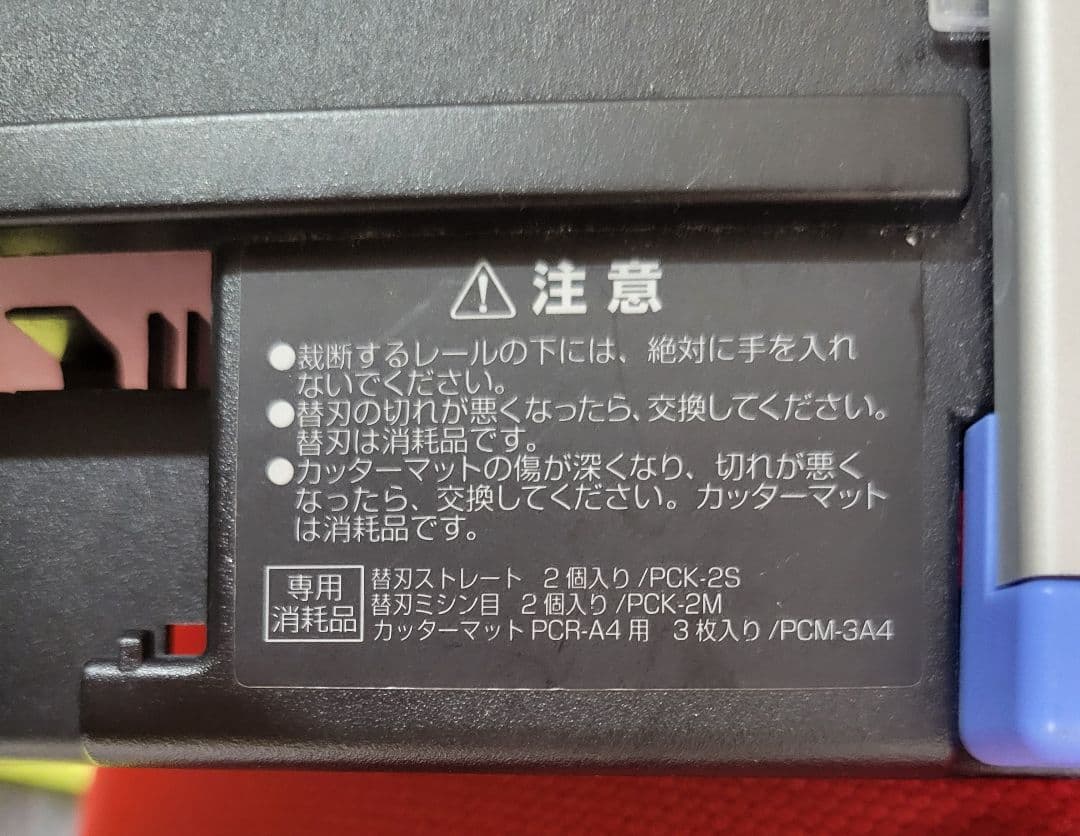 注意
●裁断するレールの下には、絶対に手を入れ
ないでください。
●替刃の切れが悪くなったら、交換してください。
替刃は消耗品です。
●カッターマットの傷が深くなり、切れが悪く
なったら、交換してください。カッターマット
は消耗品です。
専用
消耗品
替刃ストレート 2個入り/PCK-2S
替刃ミシン目 2個入り/PCK-2M
カッターマットPCR-A4用 3枚入り/PCM-3A4